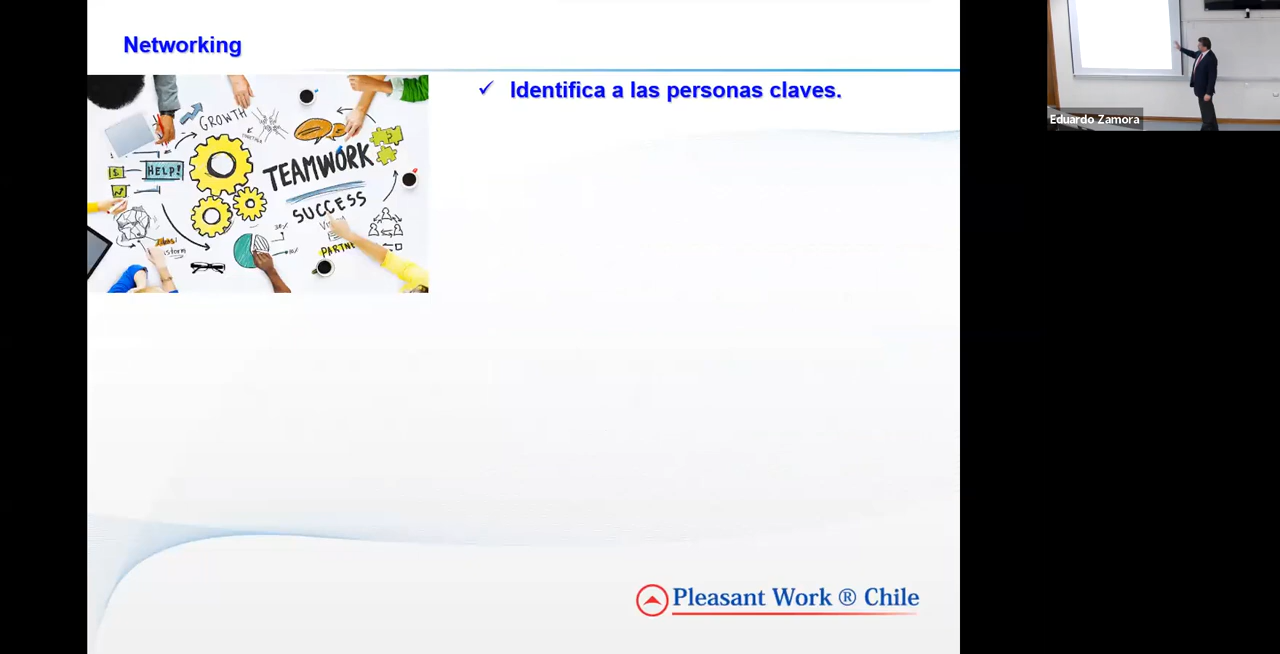 Networking
✓ Identifica a las personas claves.
GROWTH
TEAMWORK
HELP!
$
SUCCESS
PARTNE
Pleasant Work ® Chile
Eduardo Zamora